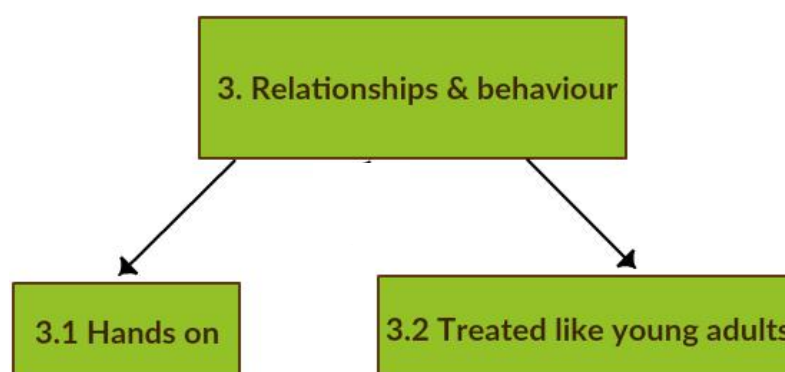 3. Relationships & behaviour
3.1 Hands on
3.2 Treated like young adults